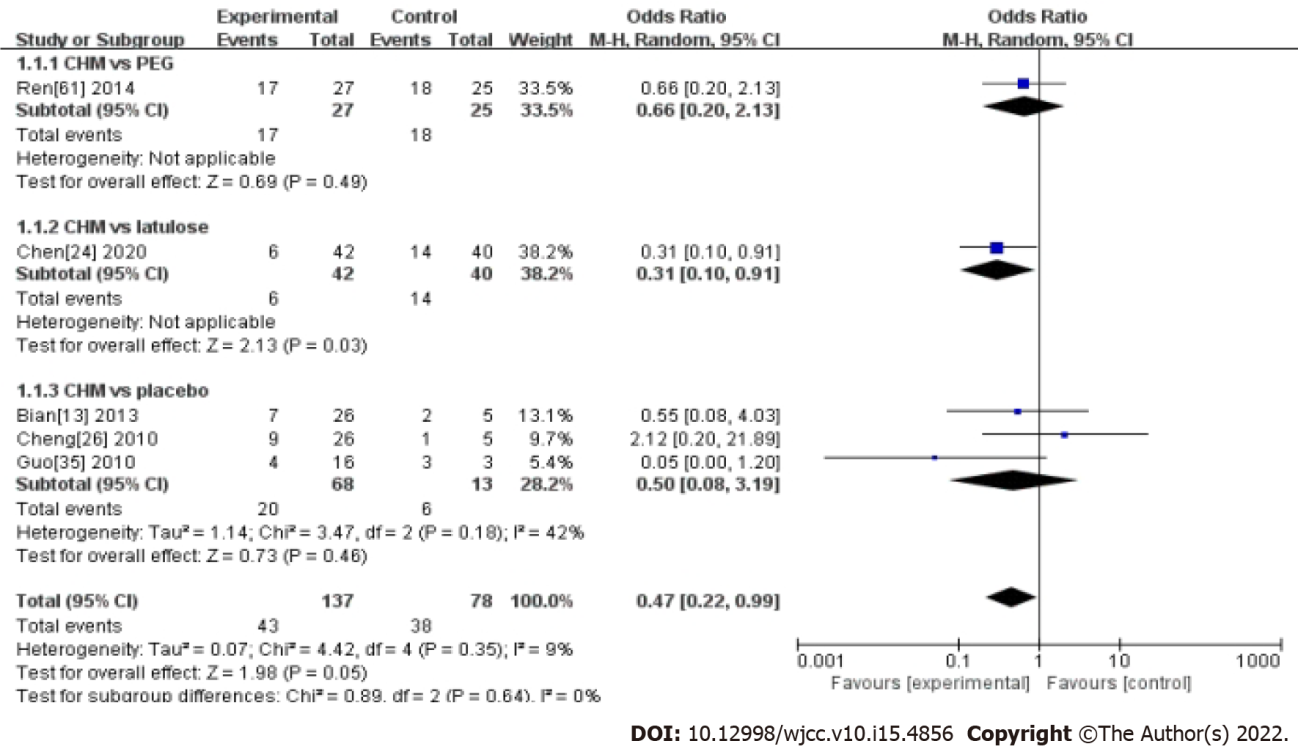 Experimental Control Odds Ratio Odds Ratio
Study or Subgroup Events Total Events Total Weight M-H, Random, 95% CI M-H, Random, 95% CI
1.1.1 CHM vs PEG
Ren[61] 2014 17 27 18 25 33.5% 0.66 [0.20, 2.13]
Subtotal (95% CI) 27 25 33.5% 0.66 [0.20, 2.13]
Total events 17 18
Heterogeneity: Not applicable
Test for overall effect: Z = 0.69 (P = 0.49)
1.1.2 CHM vs latulose
Chen[24] 2020 6 42 14 40 38.2% 0.31 [0.10, 0.91]
Subtotal (95% CI) 42 40 38.2% 0.31 [0.10, 0.91]
Total events 6 14
Heterogeneity: Not applicable
Test for overall effect: Z = 2.13 (P = 0.03)
1.1.3 CHM vs placebo
Bian[13] 2013 7 26 2 5 13.1% 0.55 [0.08, 4.03]
Cheng[26] 2010 9 26 1 5 9.7% 2.12 [0.20, 21.89]
Guo[35] 2010 4 16 3 3 5.4% 0.05 [0.00, 1.20]
Subtotal (95% CI) 68 13 28.2% 0.50 [0.08, 3.19]
Total events 20 6
Heterogeneity: Tau² = 1.14; Chi² = 3.47, df = 2 (P = 0.18); I² = 42%
Test for overall effect: Z = 0.73 (P = 0.46)
Total (95% CI) 137 78 100.0% 0.47 [0.22, 0.99]
Total events 43 38
Heterogeneity: Tau² = 0.07; Chi² = 4.42, df = 4 (P = 0.35); I² = 9%
Test for overall effect: Z = 1.98 (P = 0.05)
Test for subgroup differences: Chi² = 0.89. df = 2 (P = 0.64). I² = 0%
0.001 0.1 1 10 1000
Favours [experimental] Favours [control]
DOI: 10.12998/wjcc.v10.i15.4856 Copyright ©The Author(s) 2022.